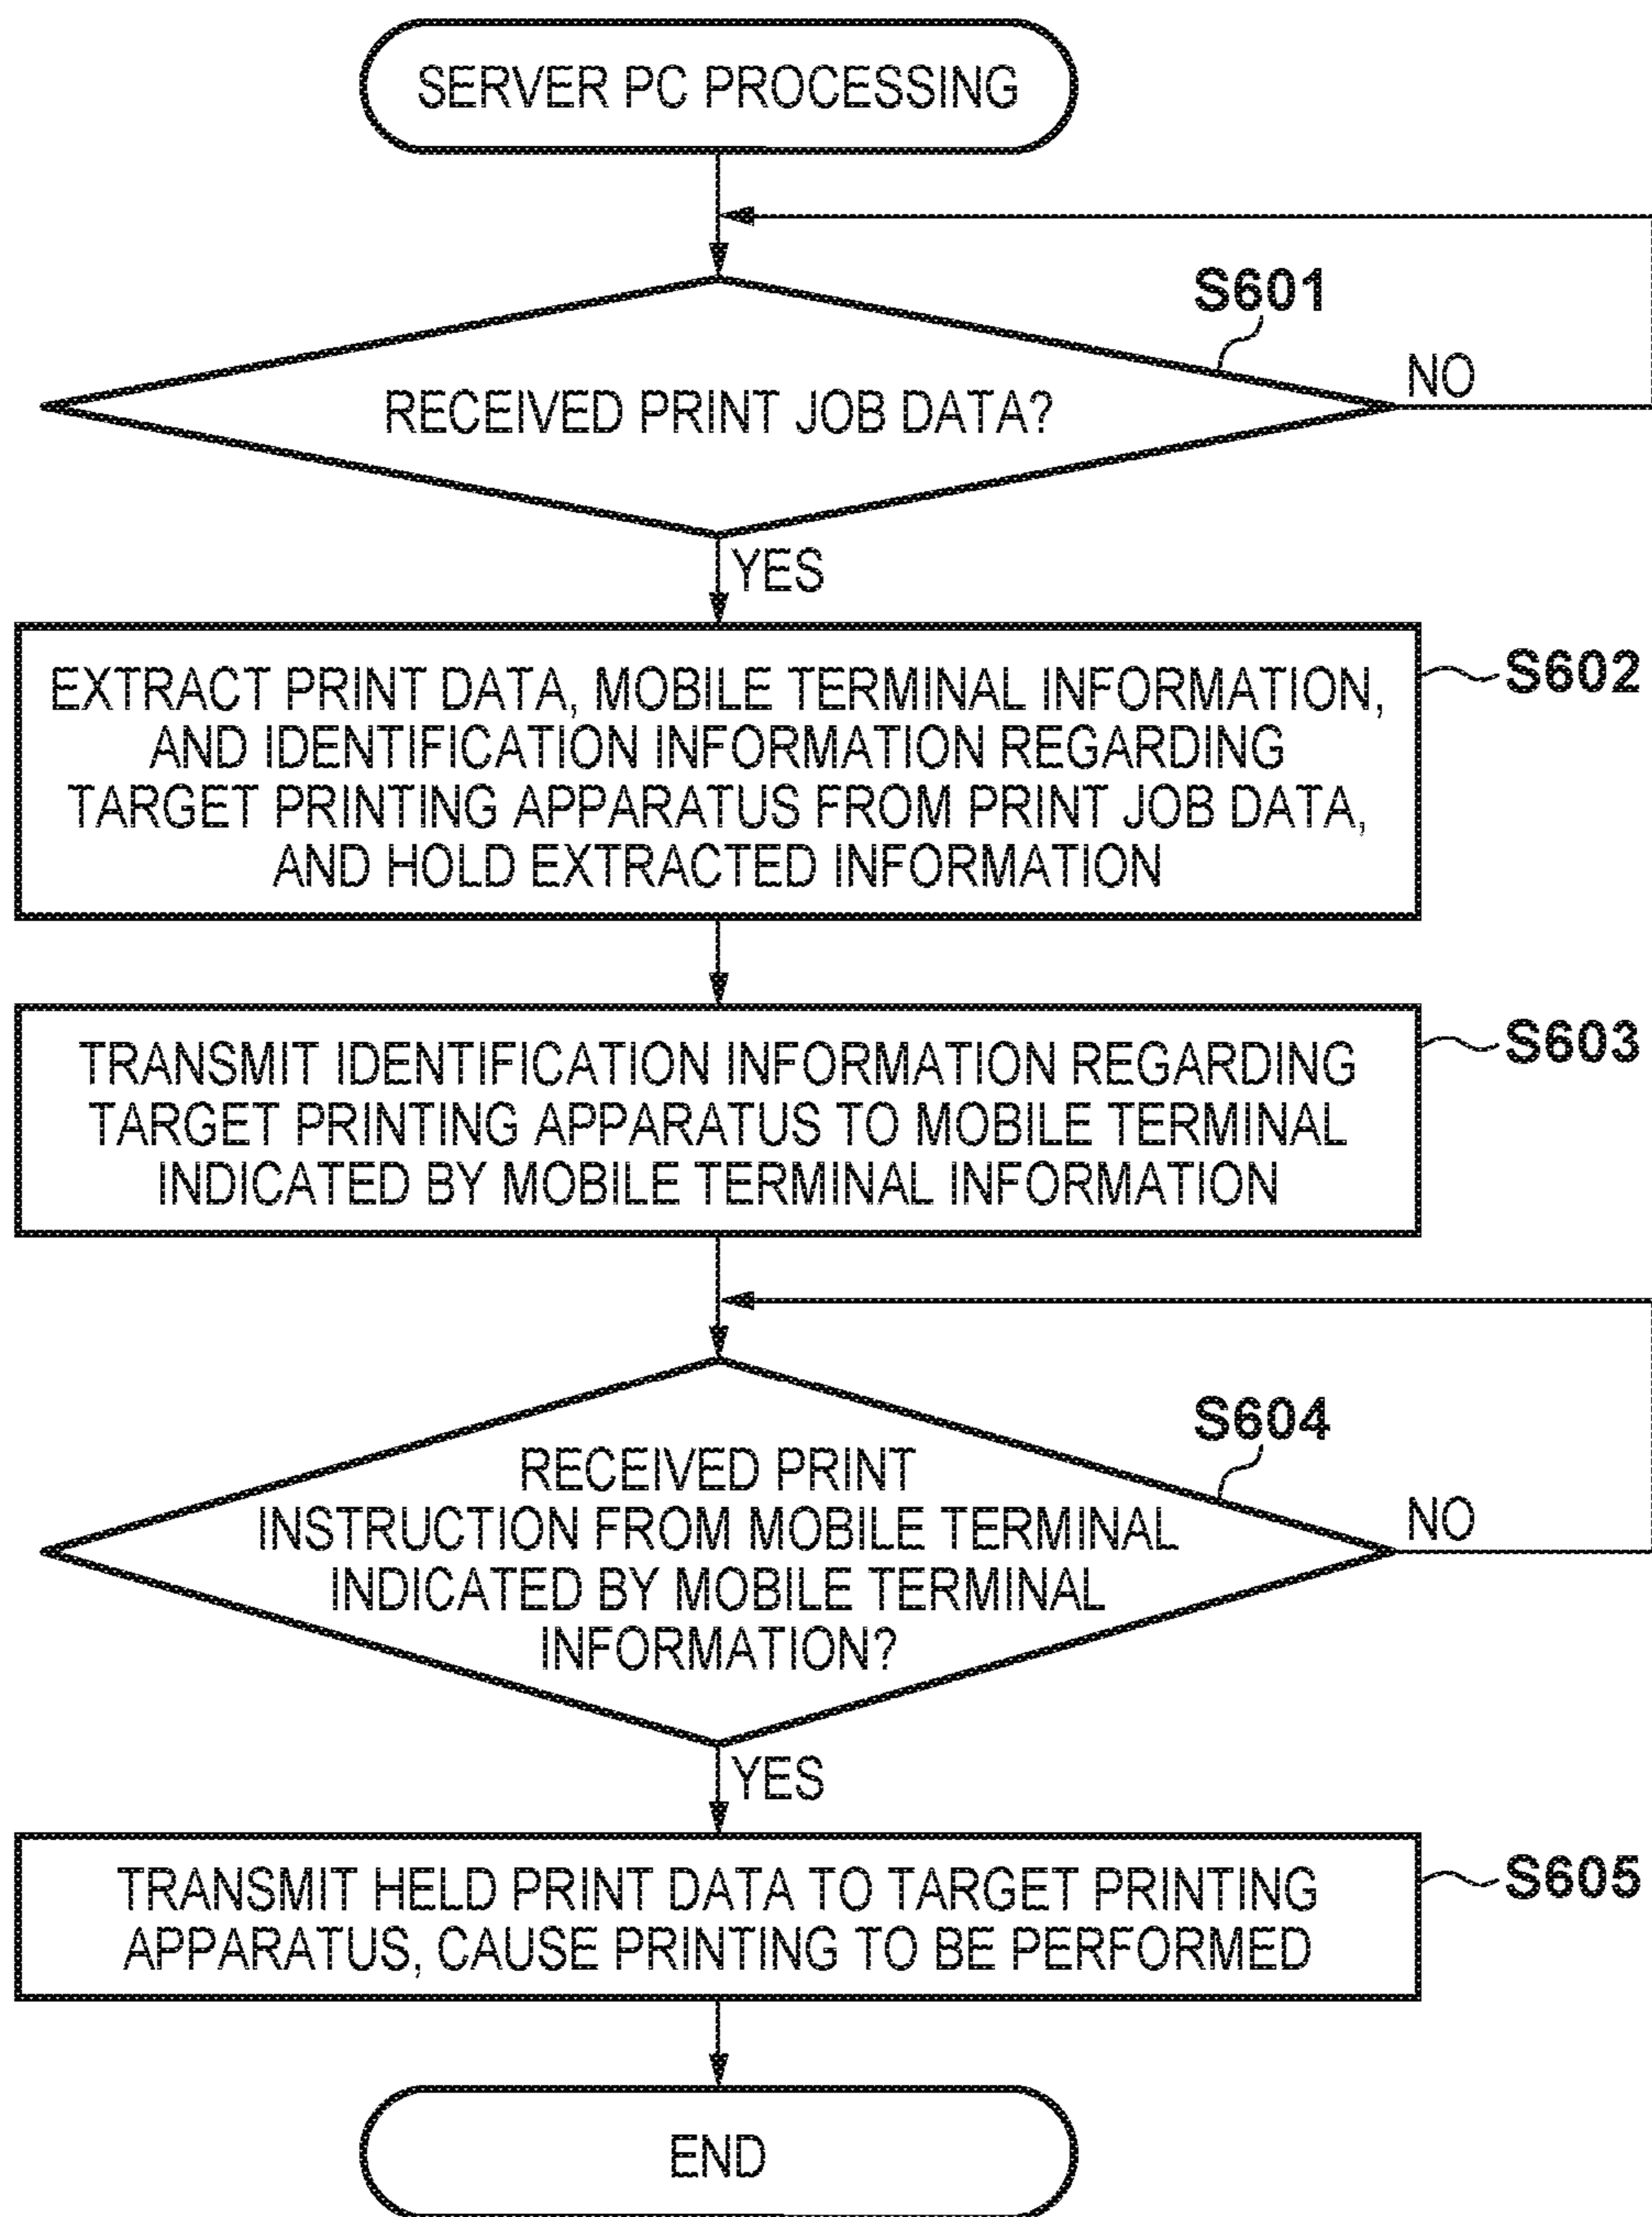 SERVER PC PROCESSING
S601
NO
RECEIVED PRINT JOB DATA?
YES
EXTRACT PRINT DATA, MOBILE TERMINAL INFORMATION,
AND IDENTIFICATION INFORMATION REGARDING
TARGET PRINTING APPARATUS FROM PRINT JOB DATA,
AND HOLD EXTRACTED INFORMATION
S602
TRANSMIT IDENTIFICATION INFORMATION REGARDING
TARGET PRINTING APPARATUS TO MOBILE TERMINAL
INDICATED BY MOBILE TERMINAL INFORMATION
S603
S604
RECEIVED PRINT
INSTRUCTION FROM MOBILE TERMINAL
INDICATED BY MOBILE TERMINAL
INFORMATION?
NO
YES
TRANSMIT HELD PRINT DATA TO TARGET PRINTING
APPARATUS, CAUSE PRINTING TO BE PERFORMED
S605
END